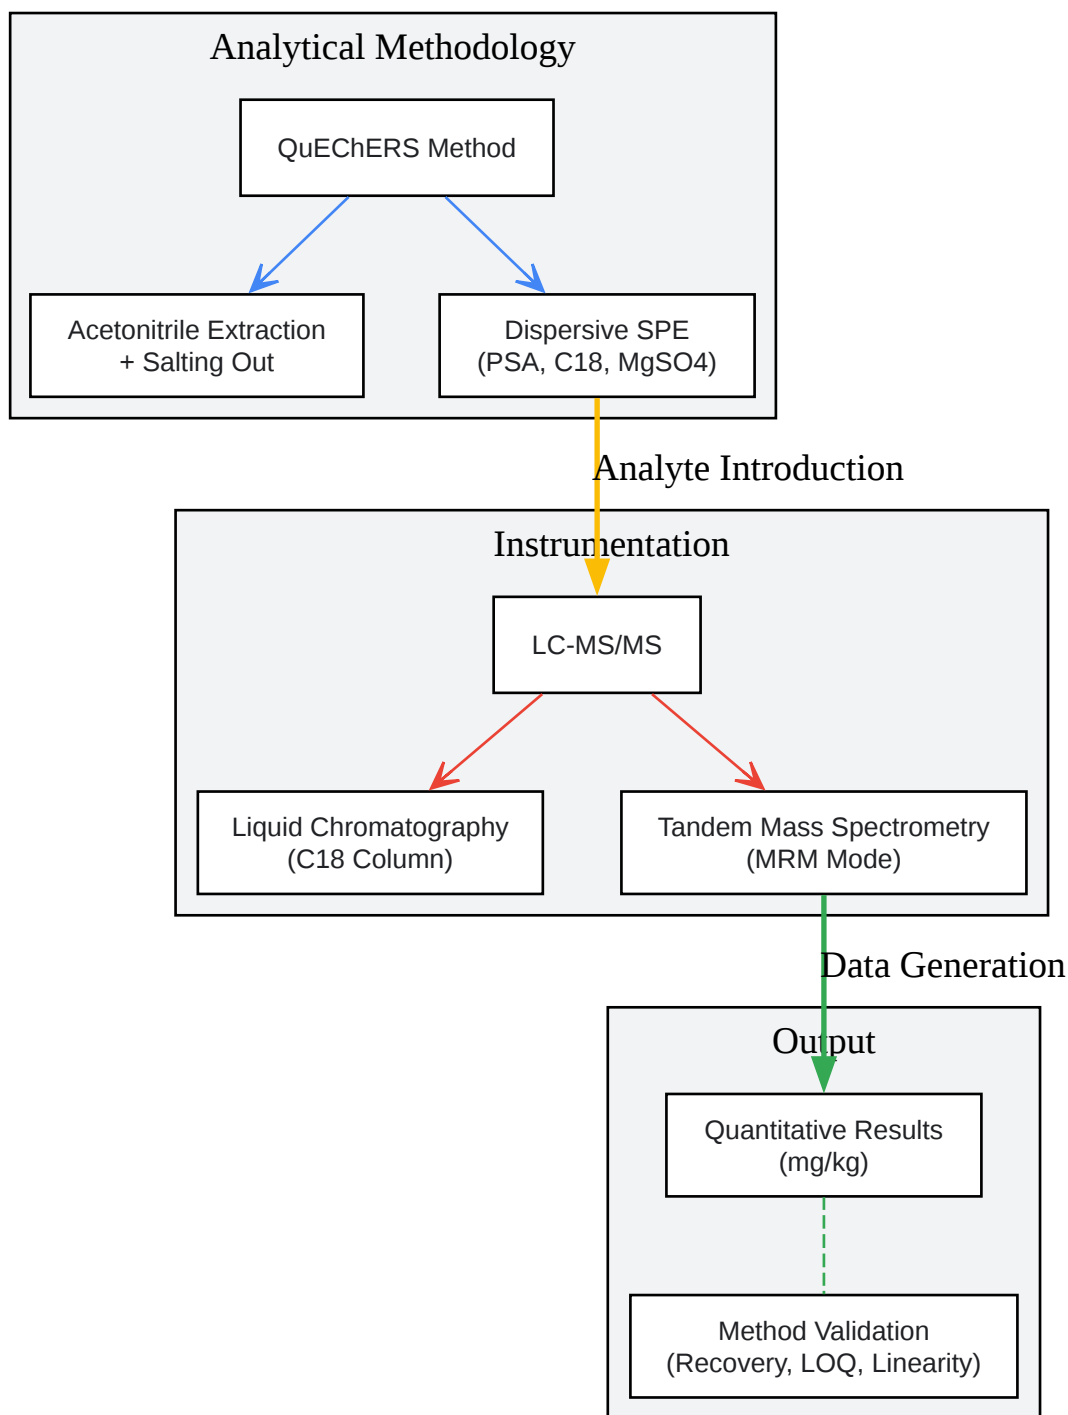 Analytical Methodology
QuEChERS Method
Acetonitrile Extraction
+ Salting Out
Dispersive SPE
(PSA, C18, MgSO4)
Analyte Introduction
Instrumentation
LC-MS/MS
Liquid Chromatography
(C18 Column)
Tandem Mass Spectrometry
(MRM Mode)
Data Generation
Output
Quantitative Results
(mg/kg)
Method Validation
(Recovery, LOQ, Linearity)